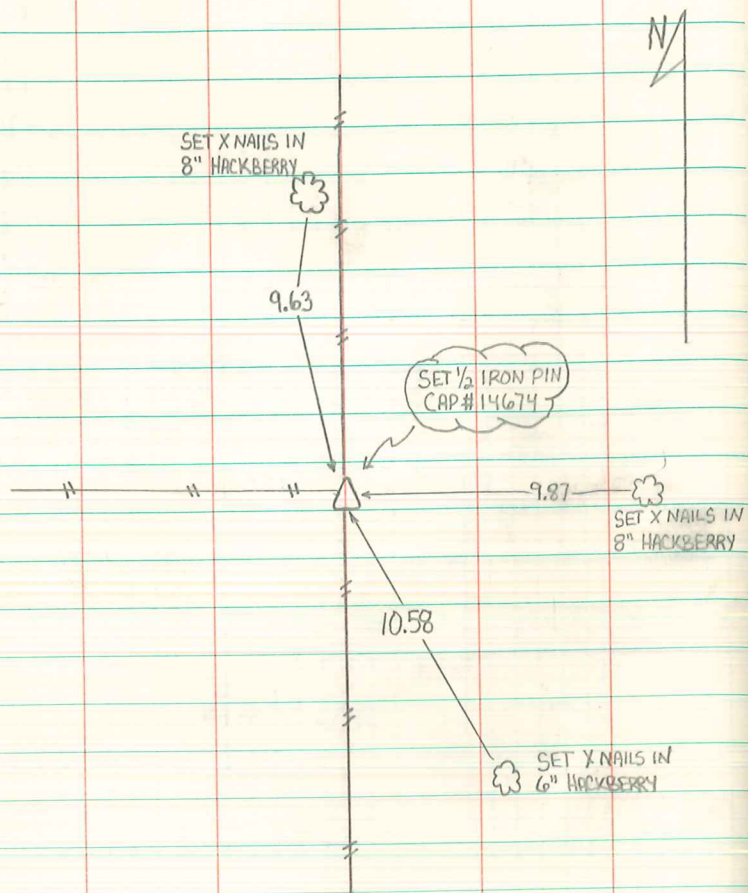 N
SET X NAILS IN
8" HACKBERRY
9.63
SET 1/2 IRON PIN
CAP# 14674
9.87
SET X NAILS IN
8" HACKBERRY
10.58
SET X NAILS IN
6" HACKBERRY